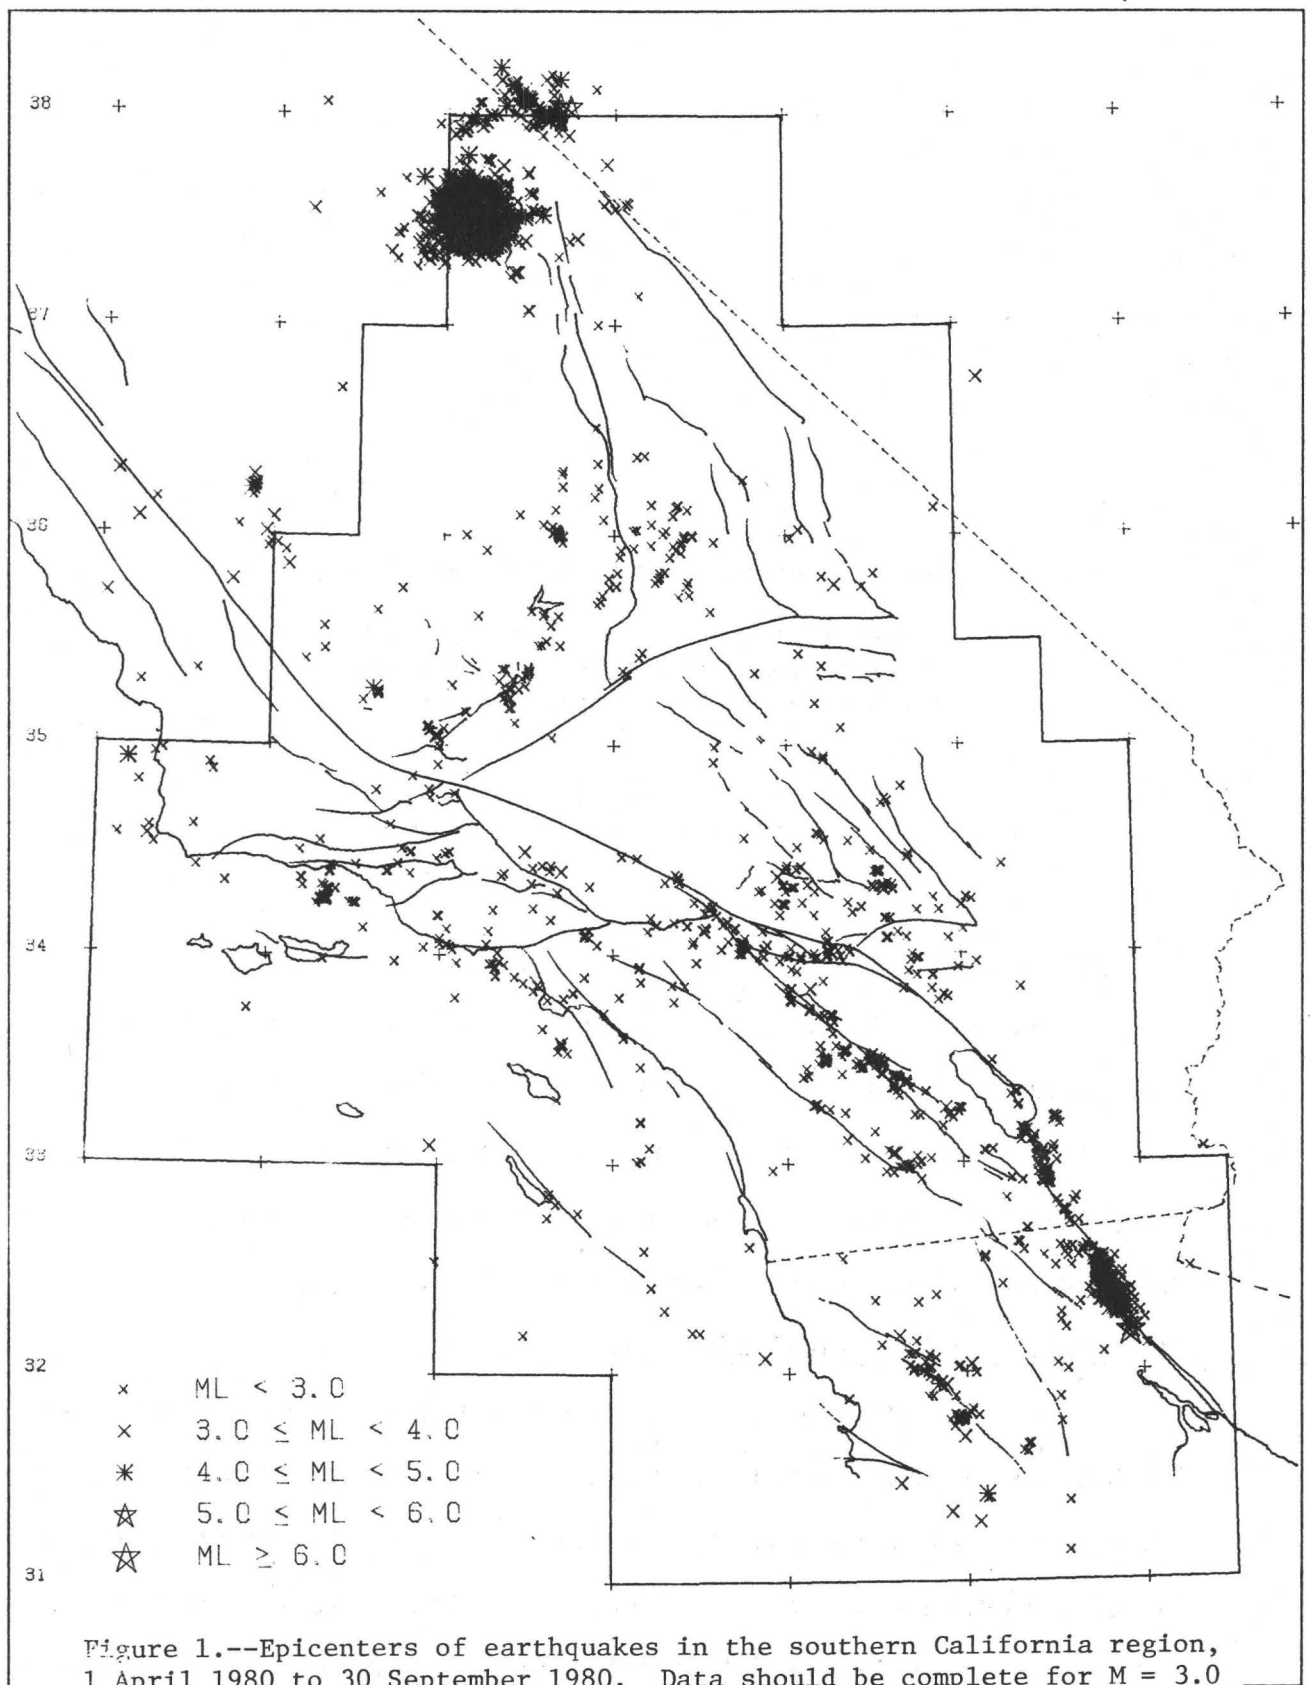 38
37
36
35
34
33
32
31
ML < 3.0
3.0 ≤ ML < 4.0
4.0 ≤ ML < 5.0
5.0 ≤ ML < 6.0
ML ≥ 6.0
Figure 1.--Epicenters of earthquakes in the southern California region,
1 April 1980 to 30 September 1980. Data should be complete for M = 3.0